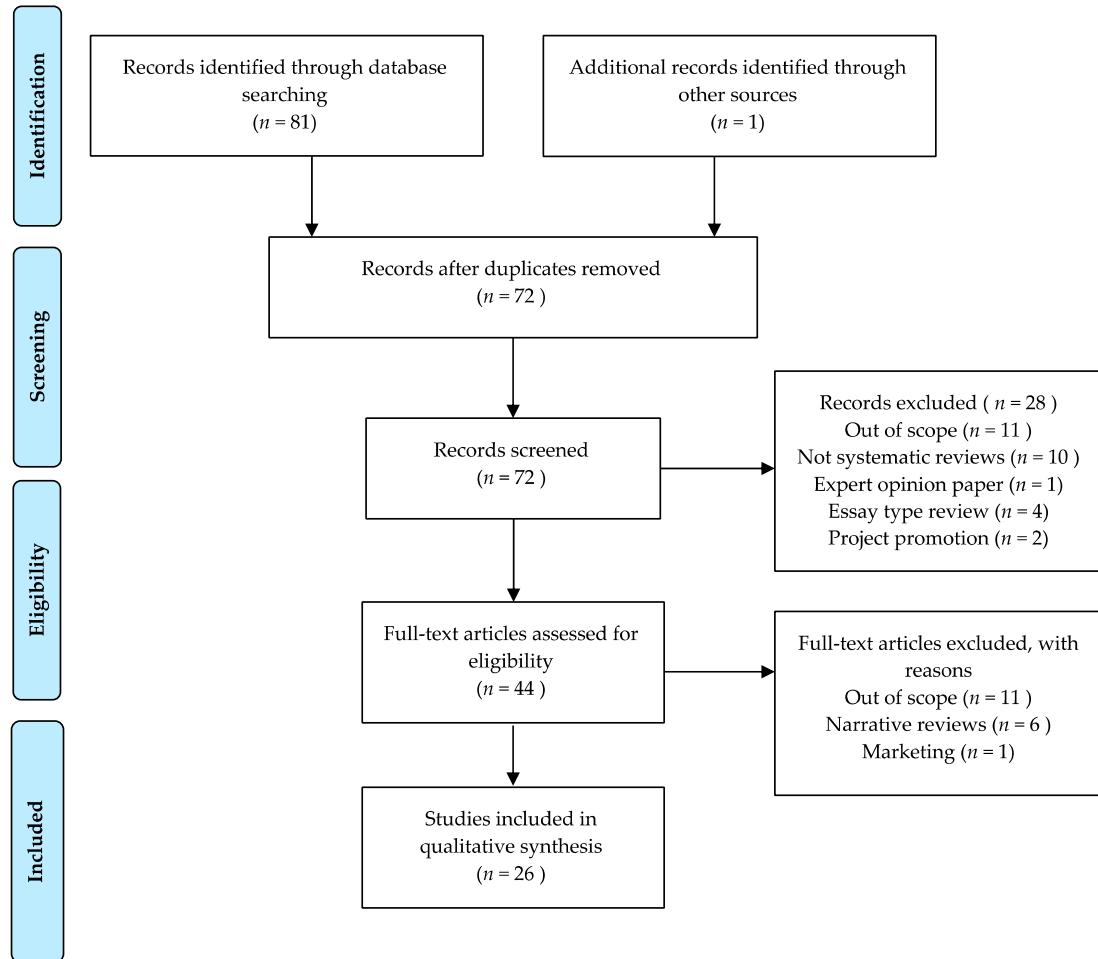 Identification
Records identified through database
searching
(n = 81)
Additional records identified through
other sources
(n = 1)
Screening
Records after duplicates removed
(n = 72 )
Records screened
(n = 72 )
Records excluded ( n = 28 )
Out of scope (n = 11 )
Not systematic reviews (n = 10 )
Expert opinion paper (n = 1)
Essay type review (n = 4)
Project promotion (n = 2)
Eligibility
Full-text articles assessed for
eligibility
(n = 44 )
Full-text articles excluded, with
reasons
Out of scope (n = 11 )
Narrative reviews (n = 6 )
Marketing (n = 1)
Included
Studies included in
qualitative synthesis
(n = 26 )